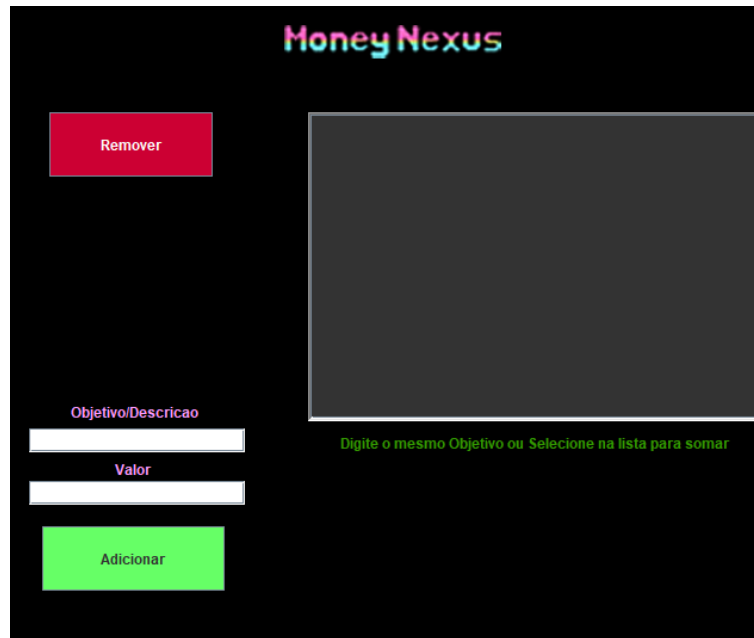 Money Nexus
Remover
Objetivo/Descricao
Digite o mesmo Objetivo ou Selecione na lista para somar
Valor
Adicionar